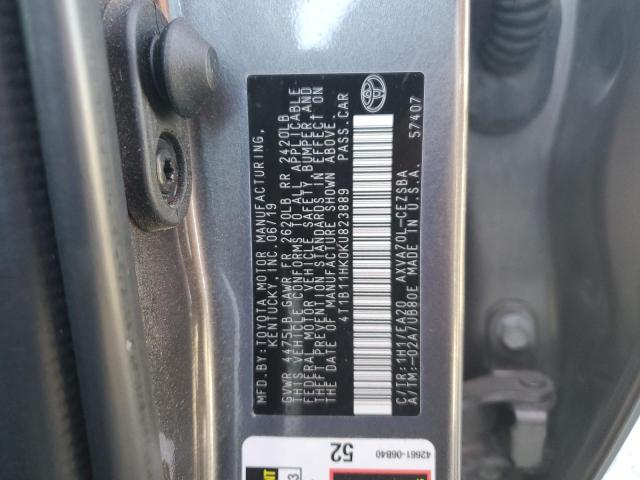 MFD.BY:TOYOTA MOTOR MANUFACTURING,
KENTUCKY, INC. 06/19
GVWR 4475LB GAWR FR 2620LB RR 2420LB
THIS VEHICLE CONFORMS TO ALL APPLICABLE
FEDERAL MOTOR VEHICLE SAFETY, BUMPER, AND
THEFT PREVENTION STANDARDS IN EFFECT ON
THE DATE OF MANUFACTURE SHOWN ABOVE.
4T1B11HK0KU823889 PASS.CAR
C/TR:1H1/EA20 AXVA70L-CEZSBA
A/TM:-02A/UB80E MADE IN U.S.A. 57407
52
42661-06B40